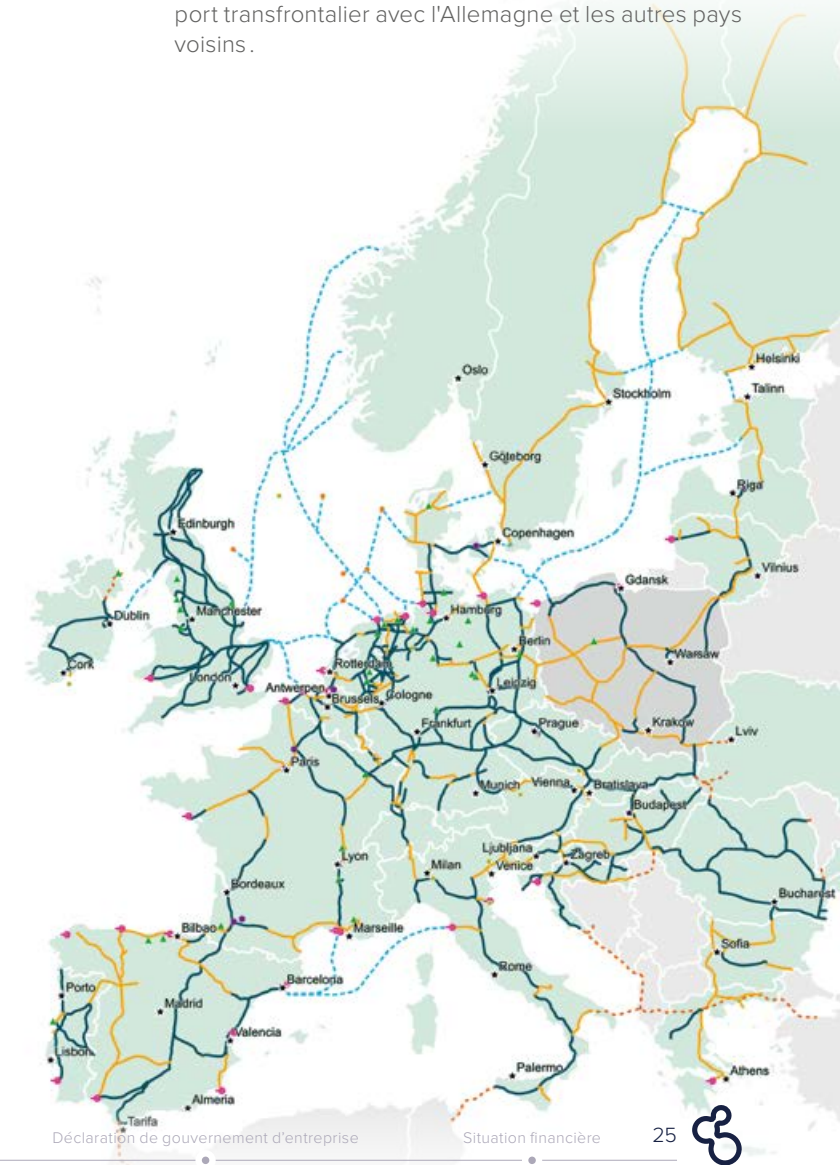 port transfrontalier avec l'Allemagne et les autres pays
voisins.
Oslo
Helsinki
Talinn
Stockholm
Göteborg
Riga
Edinburgh
Copenhagen
Vilnius
Gdansk
Dublin
Manchester
Hamburg
Berlin
Warsaw
Cork
London
Rotterdam
Antwerpen
Leipzig
Brussels
Cologne
Frankfurt
Prague
Krakow
Lviv
Paris
Munich
Vienna
Bratislava
Budapest
Lyon
Ljubljana
Zagreb
Milan
Venice
Bordeaux
Bucharest
Bilbao
Marseille
Sofia
Rome
Barcelona
Porto
Madrid
Valencia
Lisbon
Palermo
Athens
Almeria
Tarifa
Déclaration de gouvernement d'entreprise
Situation financière
25